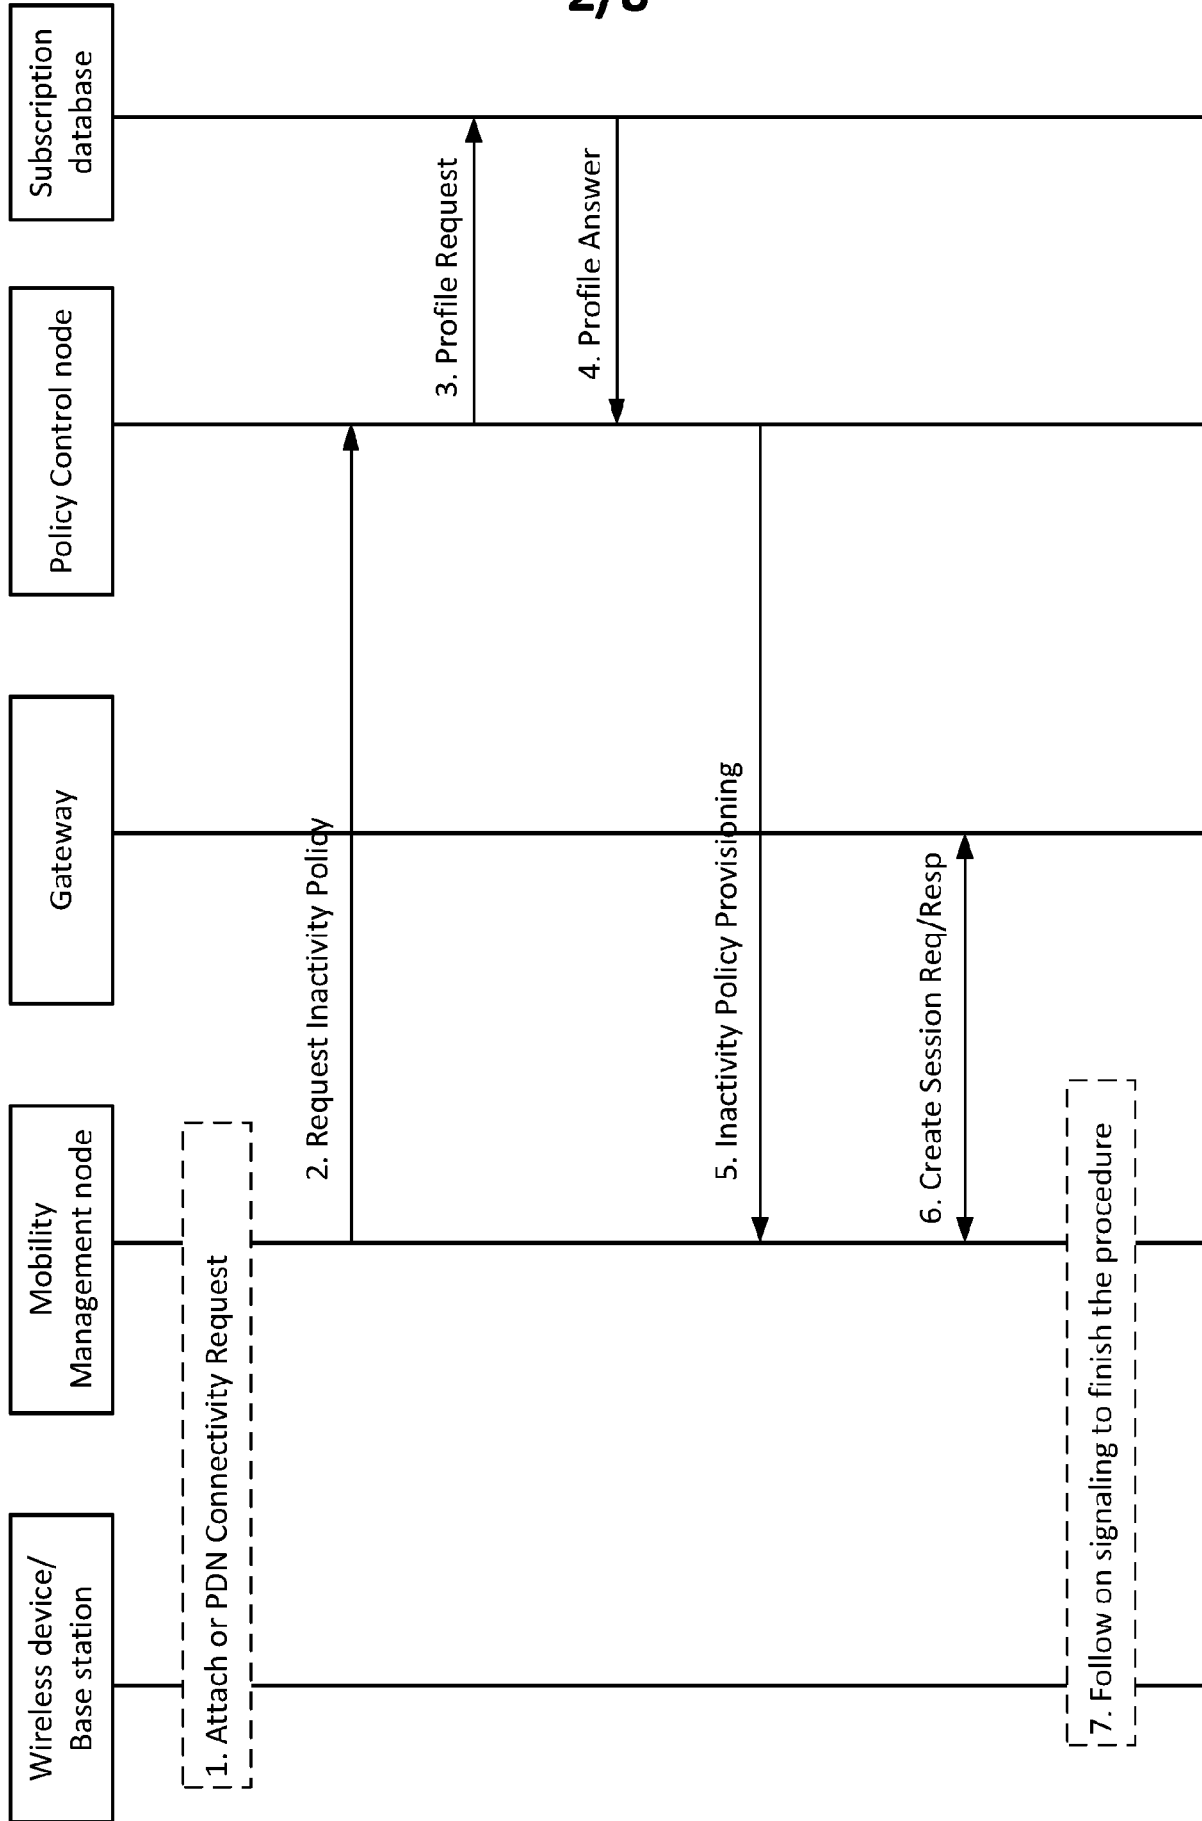 Wireless device/
Base station
Mobility
Management node
Gateway
Policy Control node
Subscription
database
1. Attach or PDN Connectivity Request
2. Request Inactivity Policy
3. Profile Request
4. Profile Answer
5. Inactivity Policy Provisioning
6. Create Session Req/Resp
7. Follow on signaling to finish the procedure